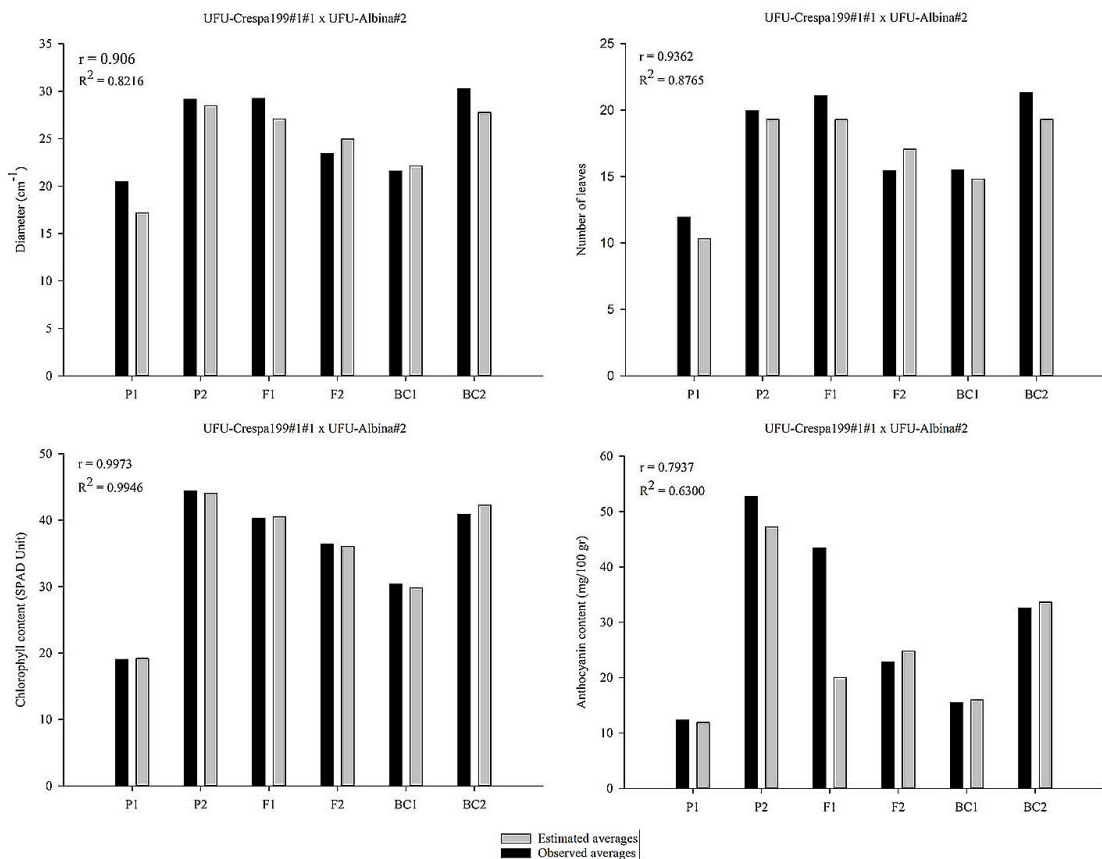 UFU-Crespa199#1#1 x UFU-Albina#2
r = 0.906
R2 = 0.8216
Diameter (cm-1)
35
30
25
20
15
10
5
0
P1 P2 F1 F2 BC1 BC2
UFU-Crespa199#1#1 x UFU-Albina#2
r = 0.9362
R2 = 0.8765
Number of leaves
25
20
15
10
5
0
P1 P2 F1 F2 BC1 BC2
UFU-Crespa199#1#1 x UFU-Albina#2
r = 0.9973
R2 = 0.9946
Chlorophyll content (SPAD Unit)
50
40
30
20
10
0
P1 P2 F1 F2 BC1 BC2
UFU-Crespa199#1#1 x UFU-Albina#2
r = 0.7937
R2 = 0.6300
Anthocyanin content (mg/100 gr)
60
50
40
30
20
10
0
P1 P2 F1 F2 BC1 BC2
Estimated averages
Observed averages